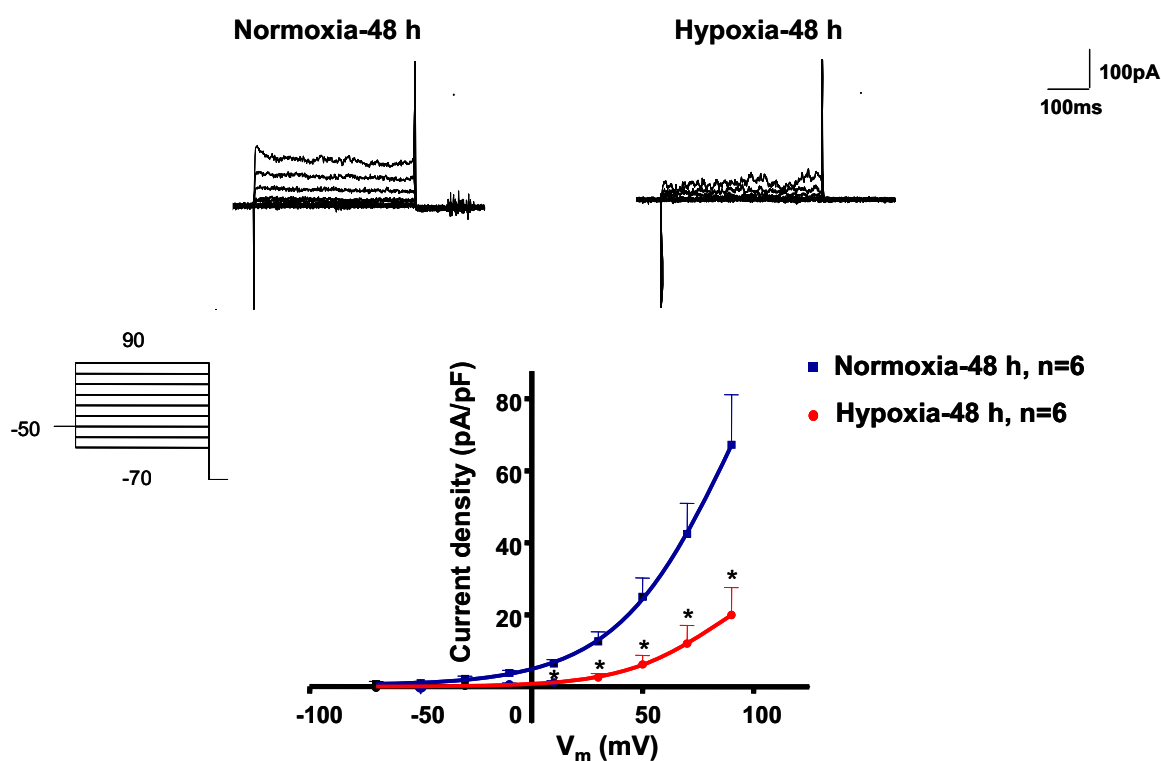 Normoxia-48 h
Hypoxia-48 h
100pA
100ms
90
-50
-70
Normoxia-48 h, n=6
Hypoxia-48 h, n=6
Current density (pA/pF)
80
60
40
20
*
*
*
*
*
-100
-50
0
50
100
Vm (mV)